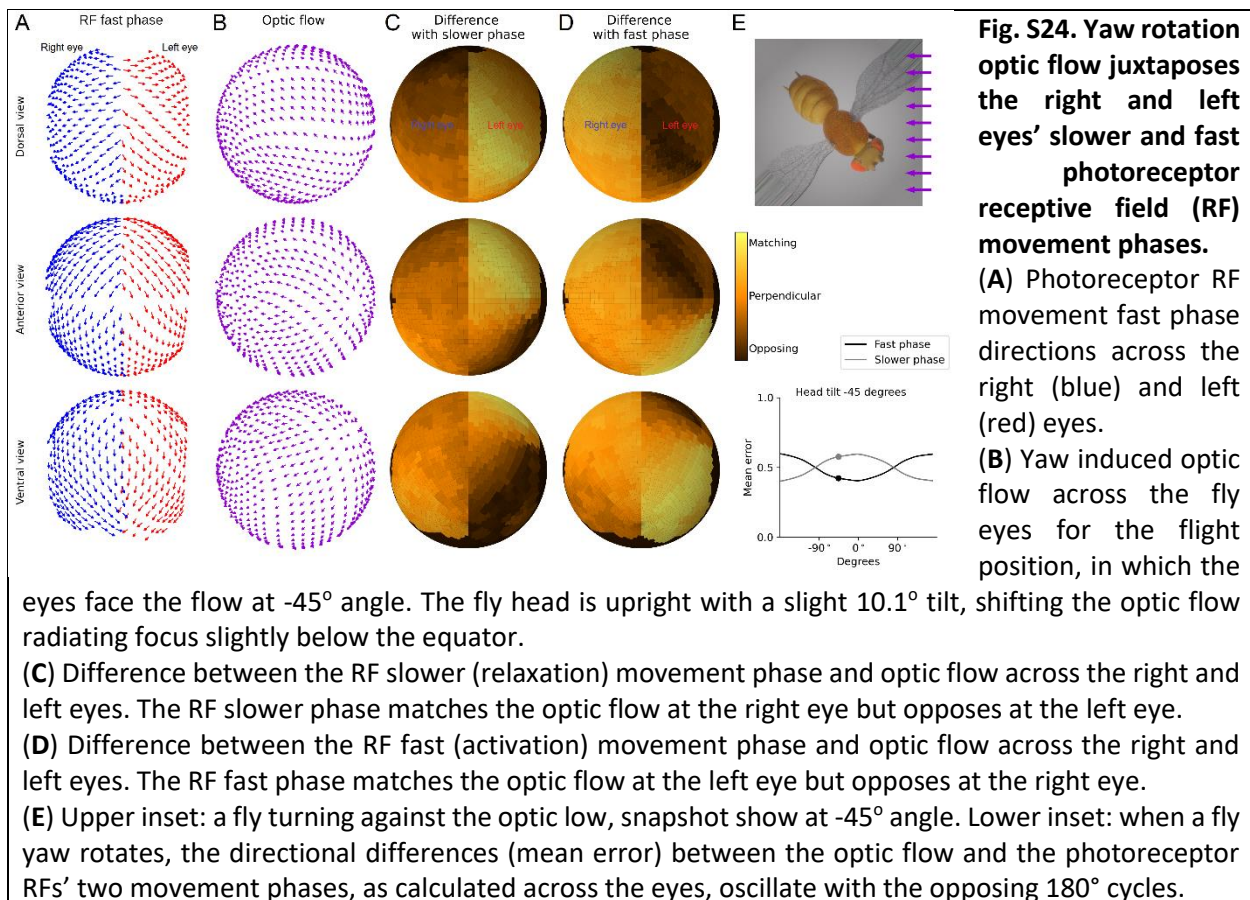 A
RF fast phase
B
Optic flow
C
Difference
with slower phase
D
Difference
with fast phase
E
Right eye
Left eye
Dorsal view
Right eye
Left eye
Right eye
Left eye
Anterior view
Ventral view
Matching
Perpendicular
Opposing
Fast phase
Slower phase
Head tilt -45 degrees
1.0
0.5
0.0
Mean error
-90°
0°
90°
Degrees
Fig. S24. Yaw rotation
optic flow juxtaposes
the right and left
eyes’ slower and fast
photoreceptor
receptive field (RF)
movement phases.
(A) Photoreceptor RF
movement fast phase
directions across the
right (blue) and left
(red) eyes.
(B) Yaw induced optic
flow across the fly
eyes for the flight
position, in which the
eyes face the flow at -45° angle. The fly head is upright with a slight 10.1° tilt, shifting the optic flow
radiating focus slightly below the equator.
(C) Difference between the RF slower (relaxation) movement phase and optic flow across the right and
left eyes. The RF slower phase matches the optic flow at the right eye but opposes at the left eye.
(D) Difference between the RF fast (activation) movement phase and optic flow across the right and
left eyes. The RF fast phase matches the optic flow at the left eye but opposes at the right eye.
(E) Upper inset: a fly turning against the optic low, snapshot show at -45° angle. Lower inset: when a fly
yaw rotates, the directional differences (mean error) between the optic flow and the photoreceptor
RFs’ two movement phases, as calculated across the eyes, oscillate with the opposing 180° cycles.